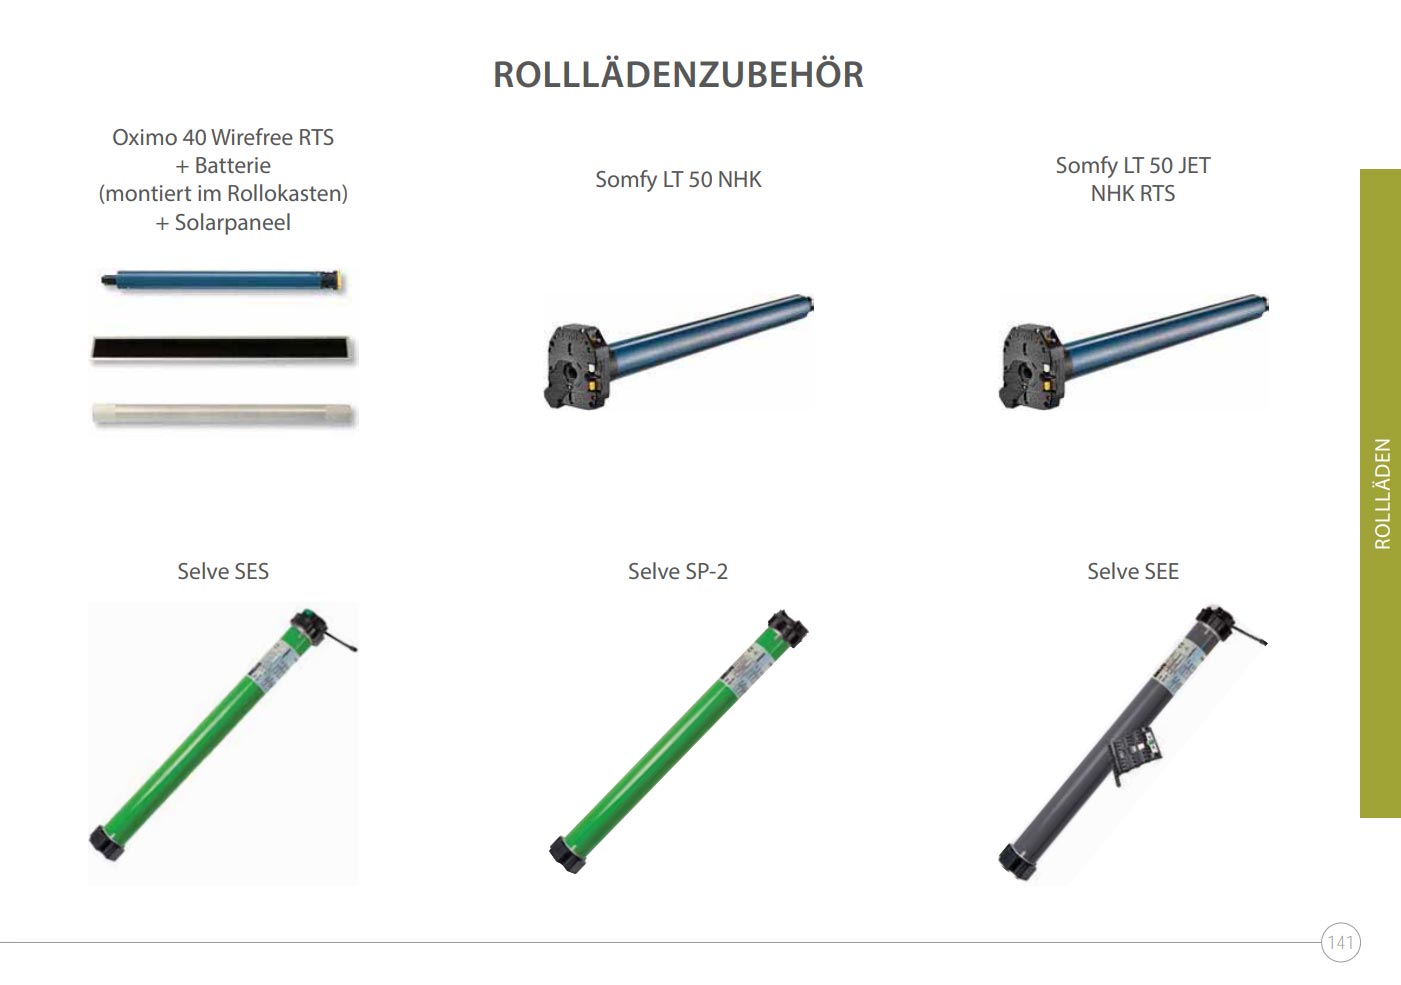 ROLLLÄDENZUBEHÖR
Oximo 40 Wirefree RTS
+ Batterie
(montiert im Rollokasten)
+ Solarpaneel
Somfy LT 50 NHK
Somfy LT 50 JET
NHK RTS
Selve SES
Selve SP-2
Selve SEE
ROLLLÄDEN
141